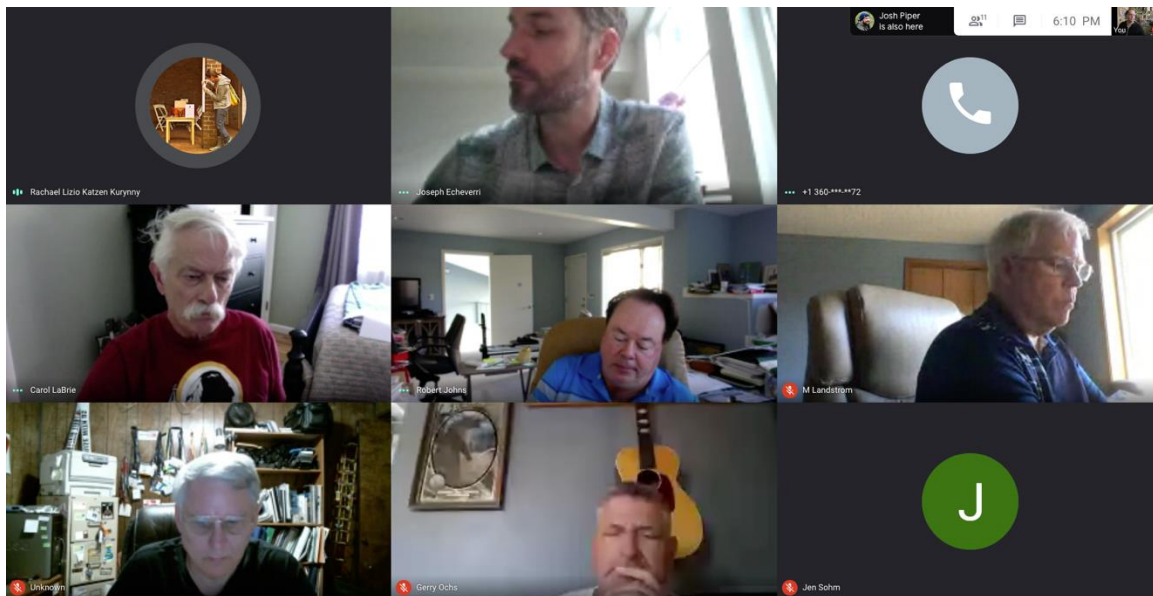 Josh Piper
is also here
11
6:10 PM
You
Rachael Lizio Katzen Kurynny
Joseph Echeverri
+1 360-***-**72
Carol LaBrie
Robert Johns
M Landstrom
Unknown
Gerry Ochs
J
Jen Sohm